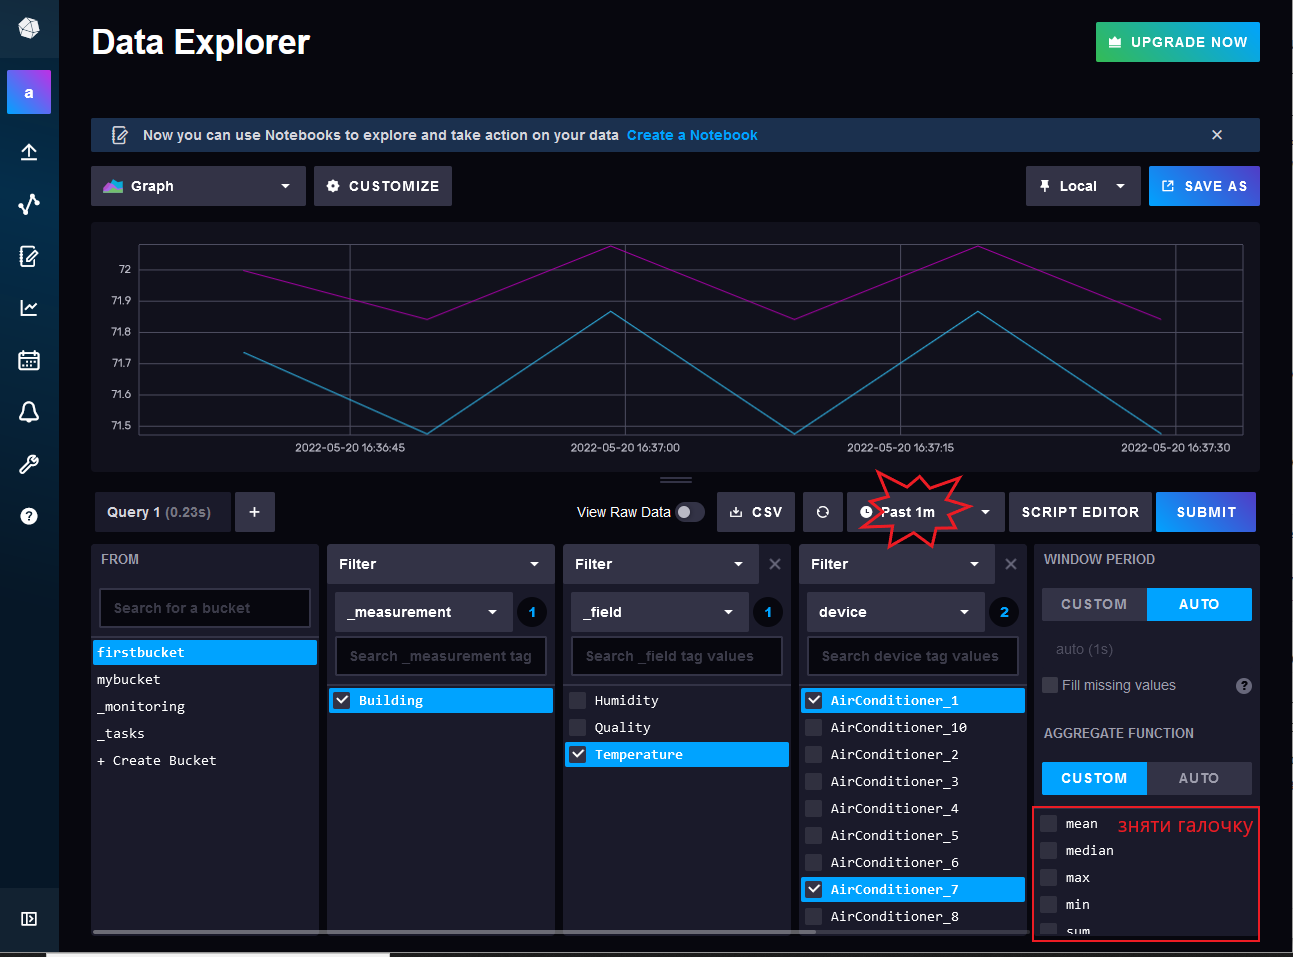 Data Explorer
UPGRADE NOW
a
Now you can use Notebooks to explore and take action on your data Create a Notebook
Graph
CUSTOMIZE
Local
SAVE AS
72
71.9
71.8
71.7
71.6
71.5
2022-05-20 16:36:45
2022-05-20 16:37:00
2022-05-20 16:37:15
2022-05-20 16:37:30
Query 1 (0.23s)
+
View Raw Data
CSV
Past 1m
SCRIPT EDITOR
SUBMIT
FROM
Search for a bucket
firstbucket
mybucket
_monitoring
_tasks
+ Create Bucket
Filter
_measurement
1
Search _measurement tag
Building
Filter
_field
1
Search _field tag values
Humidity
Quality
Temperature
Filter
device
2
Search device tag values
AirConditioner_1
AirConditioner_10
AirConditioner_2
AirConditioner_3
AirConditioner_4
AirConditioner_5
AirConditioner_6
AirConditioner_7
AirConditioner_8
WINDOW PERIOD
CUSTOM
AUTO
auto (1s)
Fill missing values
?
AGGREGATE FUNCTION
CUSTOM
AUTO
mean
зняти галочку
median
max
min
sum